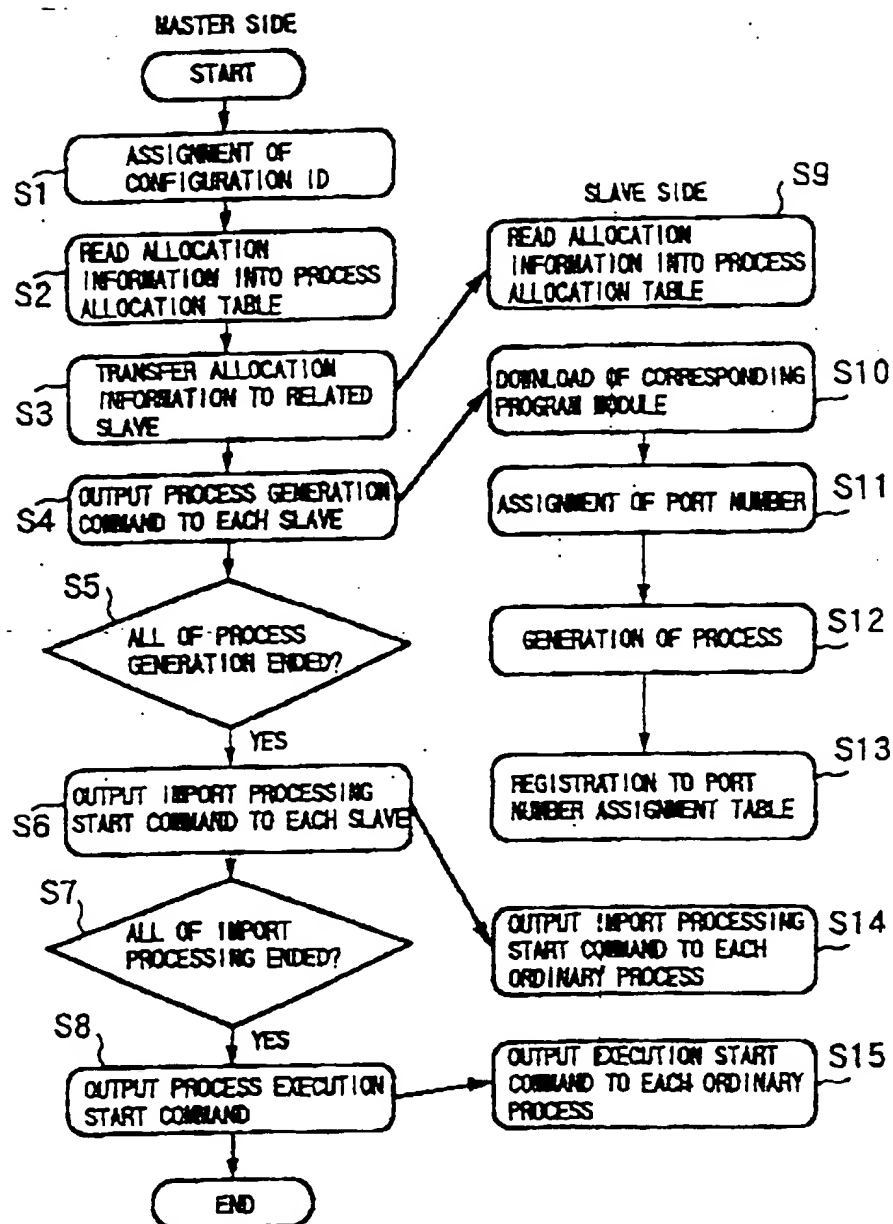 MASTER SIDE
START
S1
ASSIGNMENT OF
CONFIGURATION ID
S2
READ ALLOCATION
INFORMATION INTO PROCESS
ALLOCATION TABLE
S3
TRANSFER ALLOCATION
INFORMATION TO RELATED
SLAVE
S4
OUTPUT PROCESS GENERATION
COMMAND TO EACH SLAVE
S5
ALL OF PROCESS
GENERATION ENDED?
YES
S6
OUTPUT IMPORT PROCESSING
START COMMAND TO EACH SLAVE
S7
ALL OF IMPORT
PROCESSING ENDED?
YES
S8
OUTPUT PROCESS EXECUTION
START COMMAND
END
SLAVE SIDE
S9
READ ALLOCATION
INFORMATION INTO PROCESS
ALLOCATION TABLE
S10
DOWNLOAD OF CORRESPONDING
PROGRAM MODULE
S11
ASSIGNMENT OF PORT NUMBER
S12
GENERATION OF PROCESS
S13
REGISTRATION TO PORT
NUMBER ASSIGNMENT TABLE
S14
OUTPUT IMPORT PROCESSING
START COMMAND TO EACH
ORDINARY PROCESS
S15
OUTPUT EXECUTION START
COMMAND TO EACH ORDINARY
PROCESS